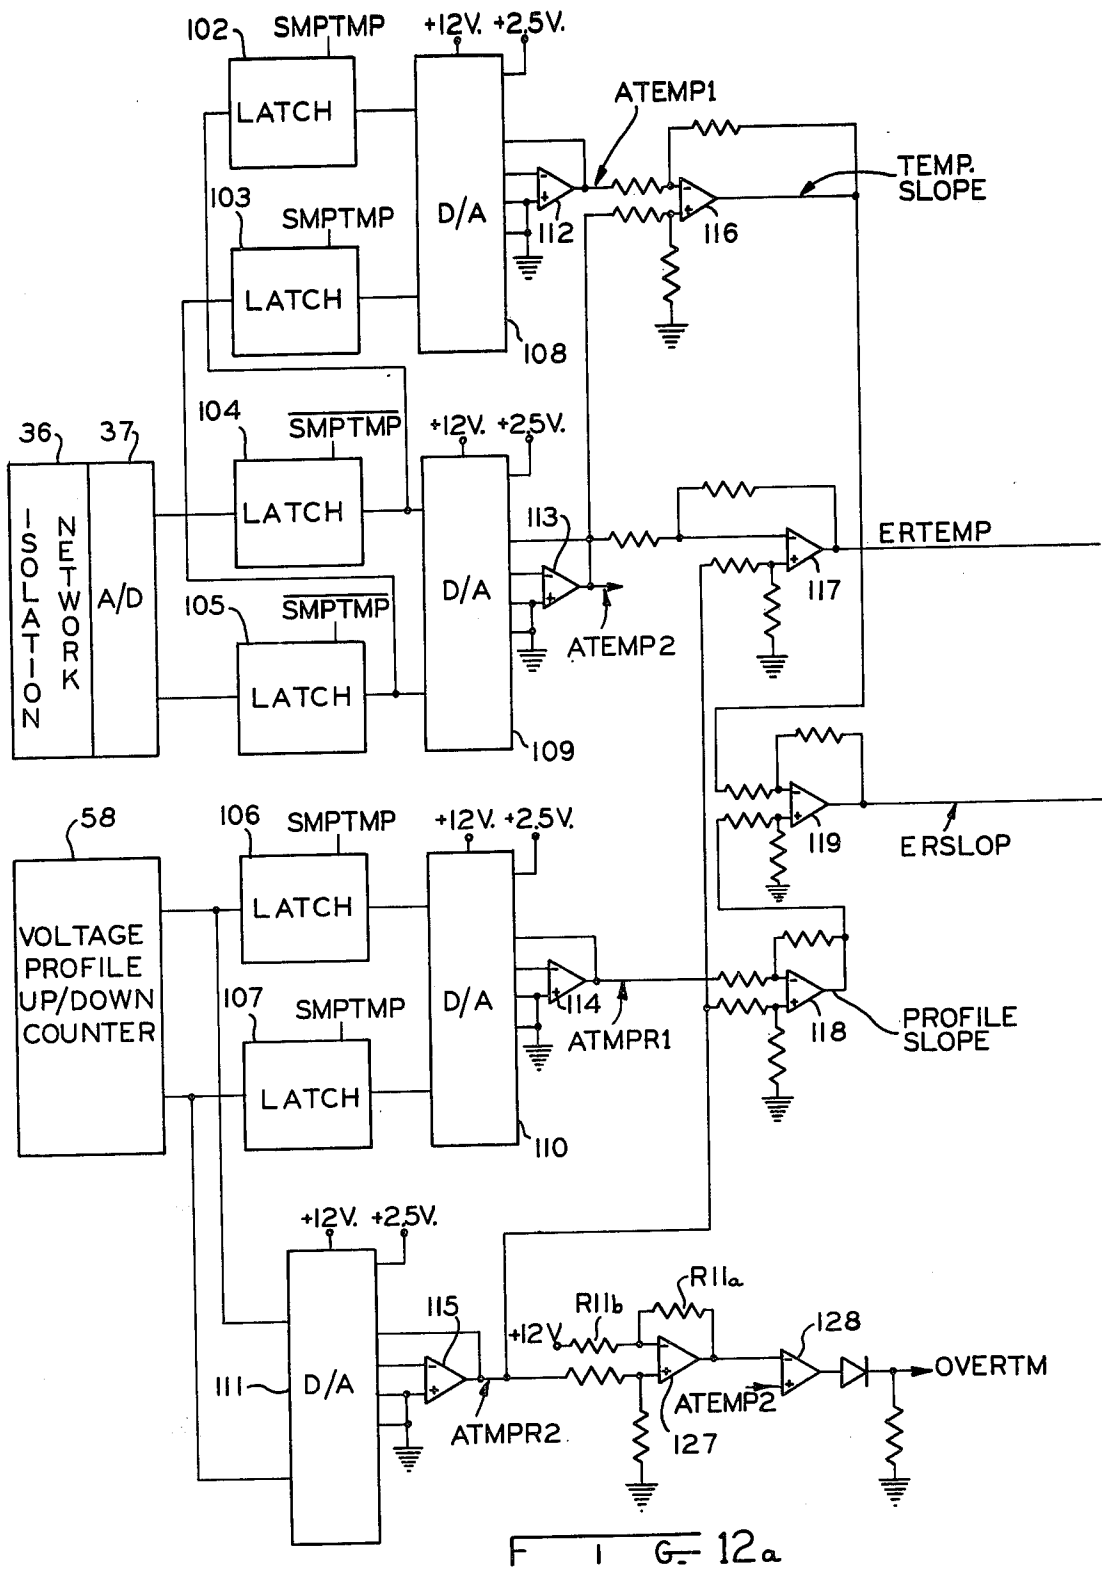 102
SMPTMP
+12V. +2.5V.
LATCH
ATEMP1
D/A
TEMP.
SLOPE
103
SMPTMP
112
116
LATCH
108
104
SMPTMP
+12V. +2.5V.
36
37
ISOLATION
NETWORK
A/D
LATCH
113
D/A
ERTEMP
117
105
SMPTMP
ATEMP2
LATCH
109
58
106
SMPTMP
+12V. +2.5V.
119
ERSLOP
LATCH
VOLTAGE
PROFILE
UP/DOWN
COUNTER
D/A
114
107
SMPTMP
ATMPR1
118
PROFILE
SLOPE
LATCH
110
+12V. +2.5V.
R11a
R11b
115
+12V
128
111
D/A
OVERTM
ATEMP2
ATMPR2
127
FIG- 12a